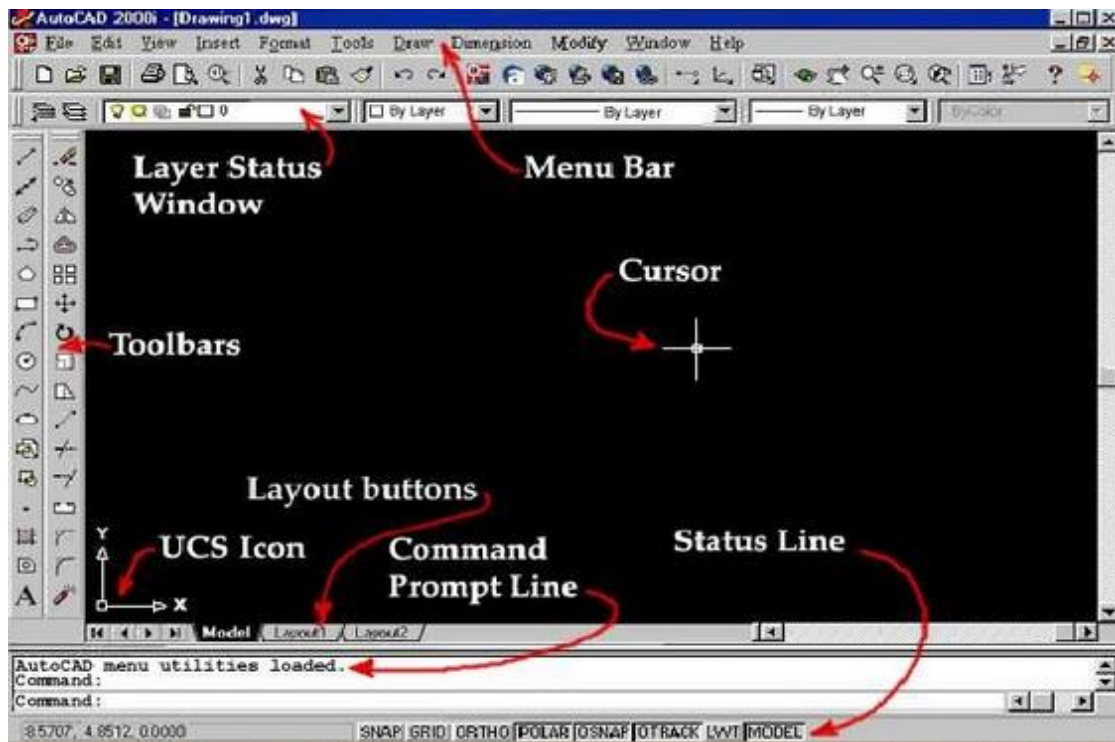 AutoCAD 2000i - [Drawing1.dwg]
File Edit View Insert Format Tools Draw Dimension Modify Window Help
0 By Layer By Layer By Layer ByColor
Layer Status
Window
Menu Bar
Cursor
Toolbars
Layout buttons
UCS Icon
Command
Prompt Line
Status Line
Y
X
A
Model Layout1 Layout2
AutoCAD menu utilities loaded.
Command:
Command:
8.5707, 4.8512, 0.0000 SNAP GRID ORTHO POLAR OSNAP OTRACK LWT MODEL